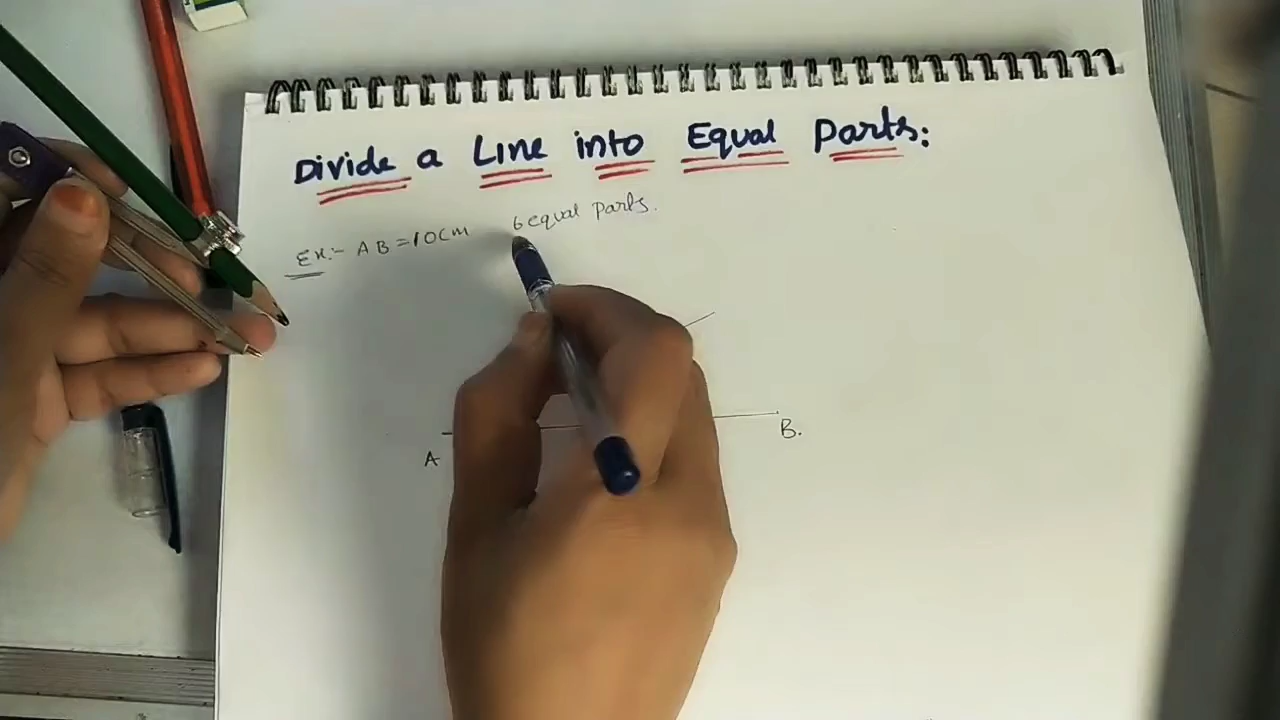 Divide a Line into Equal Parts:
Ex:- AB = 10cm 6 equal Parts.
A B.